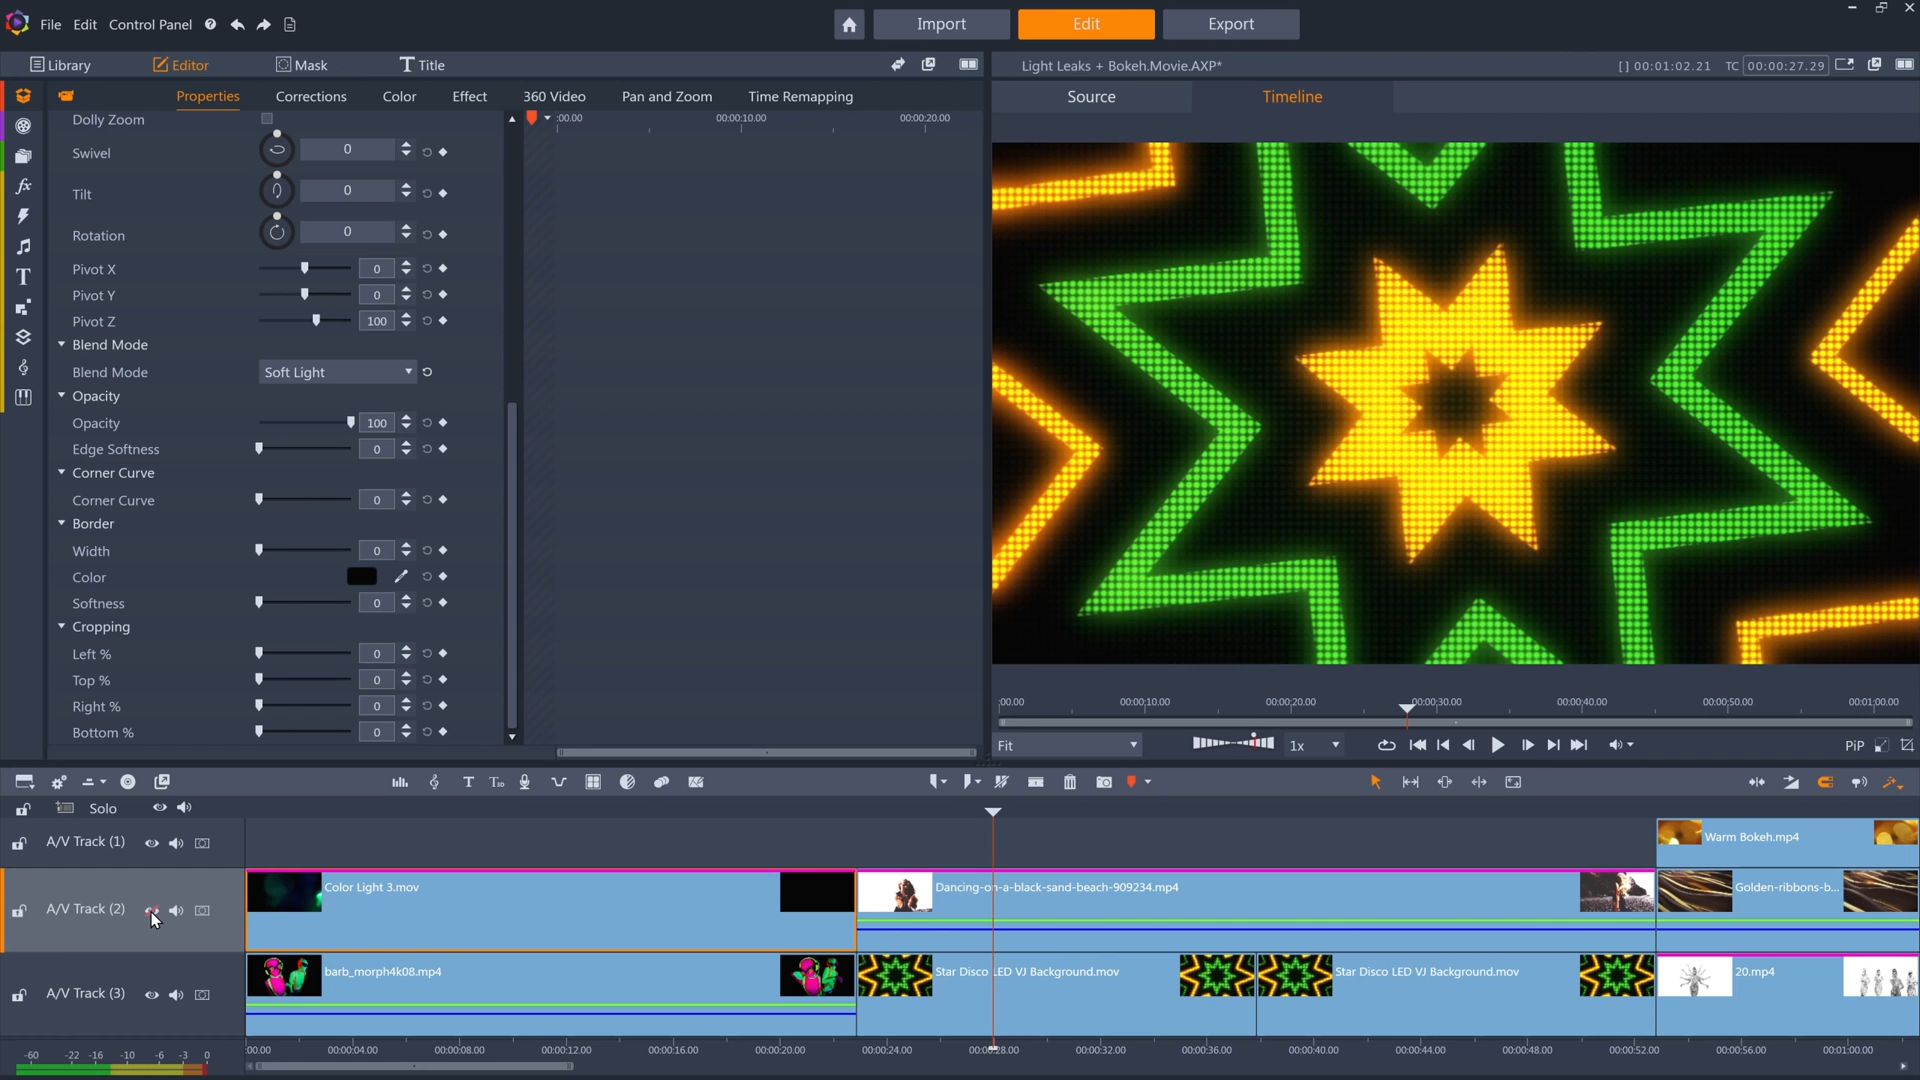 File Edit Control Panel
Import Edit Export
Library Editor Mask Title
Light Leaks + Bokeh.Movie.AXP*
[] 00:01:02.21 TC 00:00:27.29
Properties Corrections Color Effect 360 Video Pan and Zoom Time Remapping
Source Timeline
Dolly Zoom
:00.00 00:00:10.00 00:00:20.00
Swivel 0
Tilt 0
Rotation 0
Pivot X 0
Pivot Y 0
Pivot Z 100
Blend Mode
Blend Mode Soft Light
Opacity
Opacity 100
Edge Softness 0
Corner Curve
Corner Curve 0
Border
Width 0
Color
Softness 0
Cropping
Left % 0
Top % 0
Right % 0
Bottom % 0
:00.00 00:00:10.00 00:00:20.00 00:00:30.00 00:00:40.00 00:00:50.00 00:01:00.00
Fit 1x PiP
Solo
A/V Track (1)
Warm Bokeh.mp4
A/V Track (2)
Color Light 3.mov
Dancing-on-a-black-sand-beach-909234.mp4
Golden-ribbons-b...
A/V Track (3)
barb_morph4k08.mp4
Star Disco LED VJ Background.mov
Star Disco LED VJ Background.mov
20.mp4
-60 -22 -16 -10 -6 -3 0
:00.00 00:00:04.00 00:00:08.00 00:00:12.00 00:00:16.00 00:00:20.00 00:00:24.00 00:00:28.00 00:00:32.00 00:00:36.00 00:00:40.00 00:00:44.00 00:00:48.00 00:00:52.00 00:00:56.00 00:01:00.00